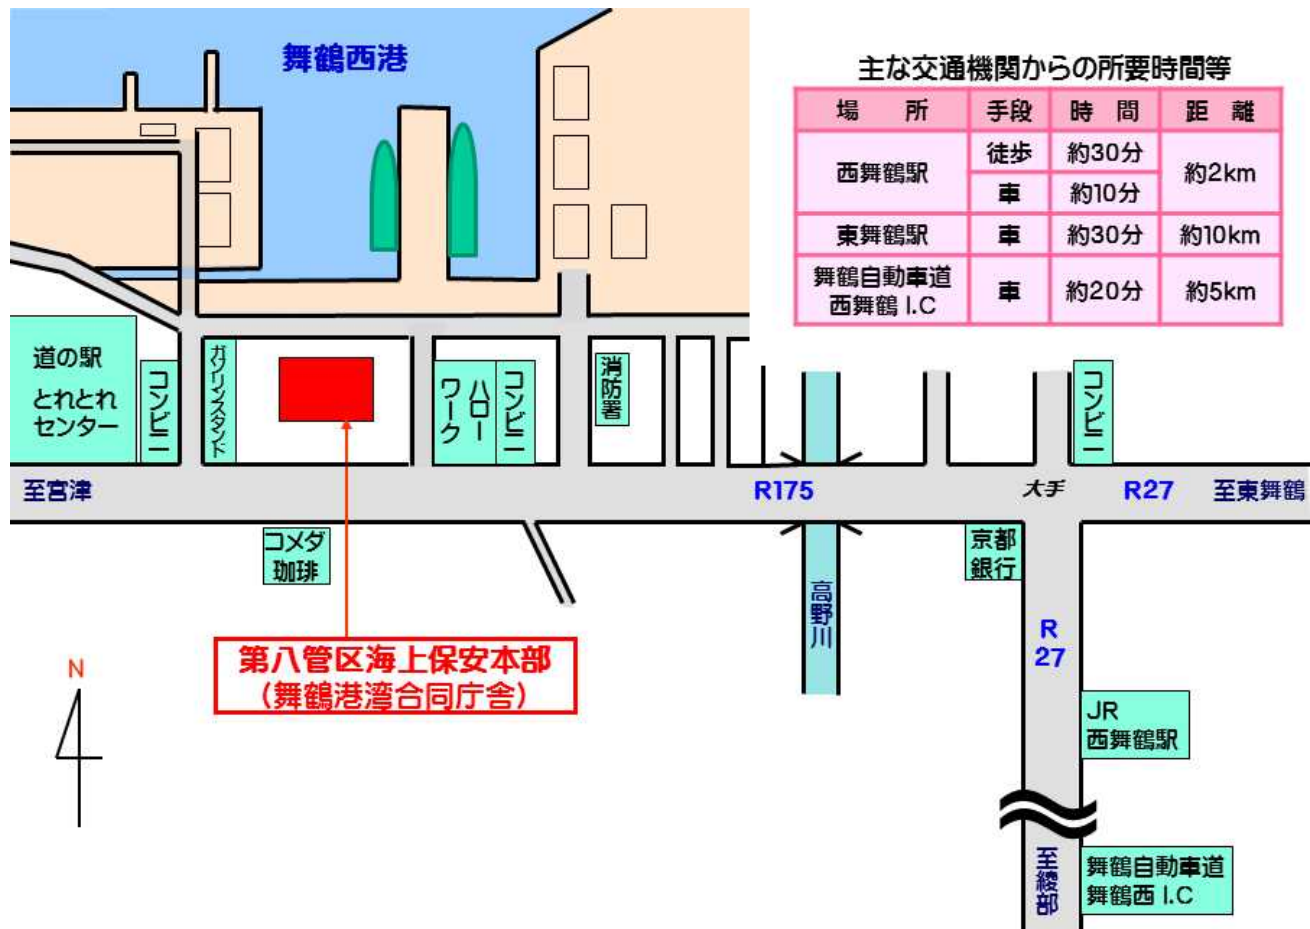 舞鶴西港
主な交通機関からの所要時間等
場 所 手段 時 間 距 離
西舞鶴駅 徒歩 約30分 約2km
車 約10分
東舞鶴駅 車 約30分 約10km
舞鶴自動車道
西舞鶴 I.C 車 約20分 約5km
道の駅
とれとれ
センター
コンビニ
ガソリンスタンド
ハロー
ワーク
コンビニ
消防署
コンビニ
至宮津
R175
大手
R27
至東舞鶴
コメダ
珈琲
京都
銀行
高野川
R
27
第八管区海上保安本部
(舞鶴港湾合同庁舎)
N
JR
西舞鶴駅
至綾部
舞鶴自動車道
舞鶴西 I.C